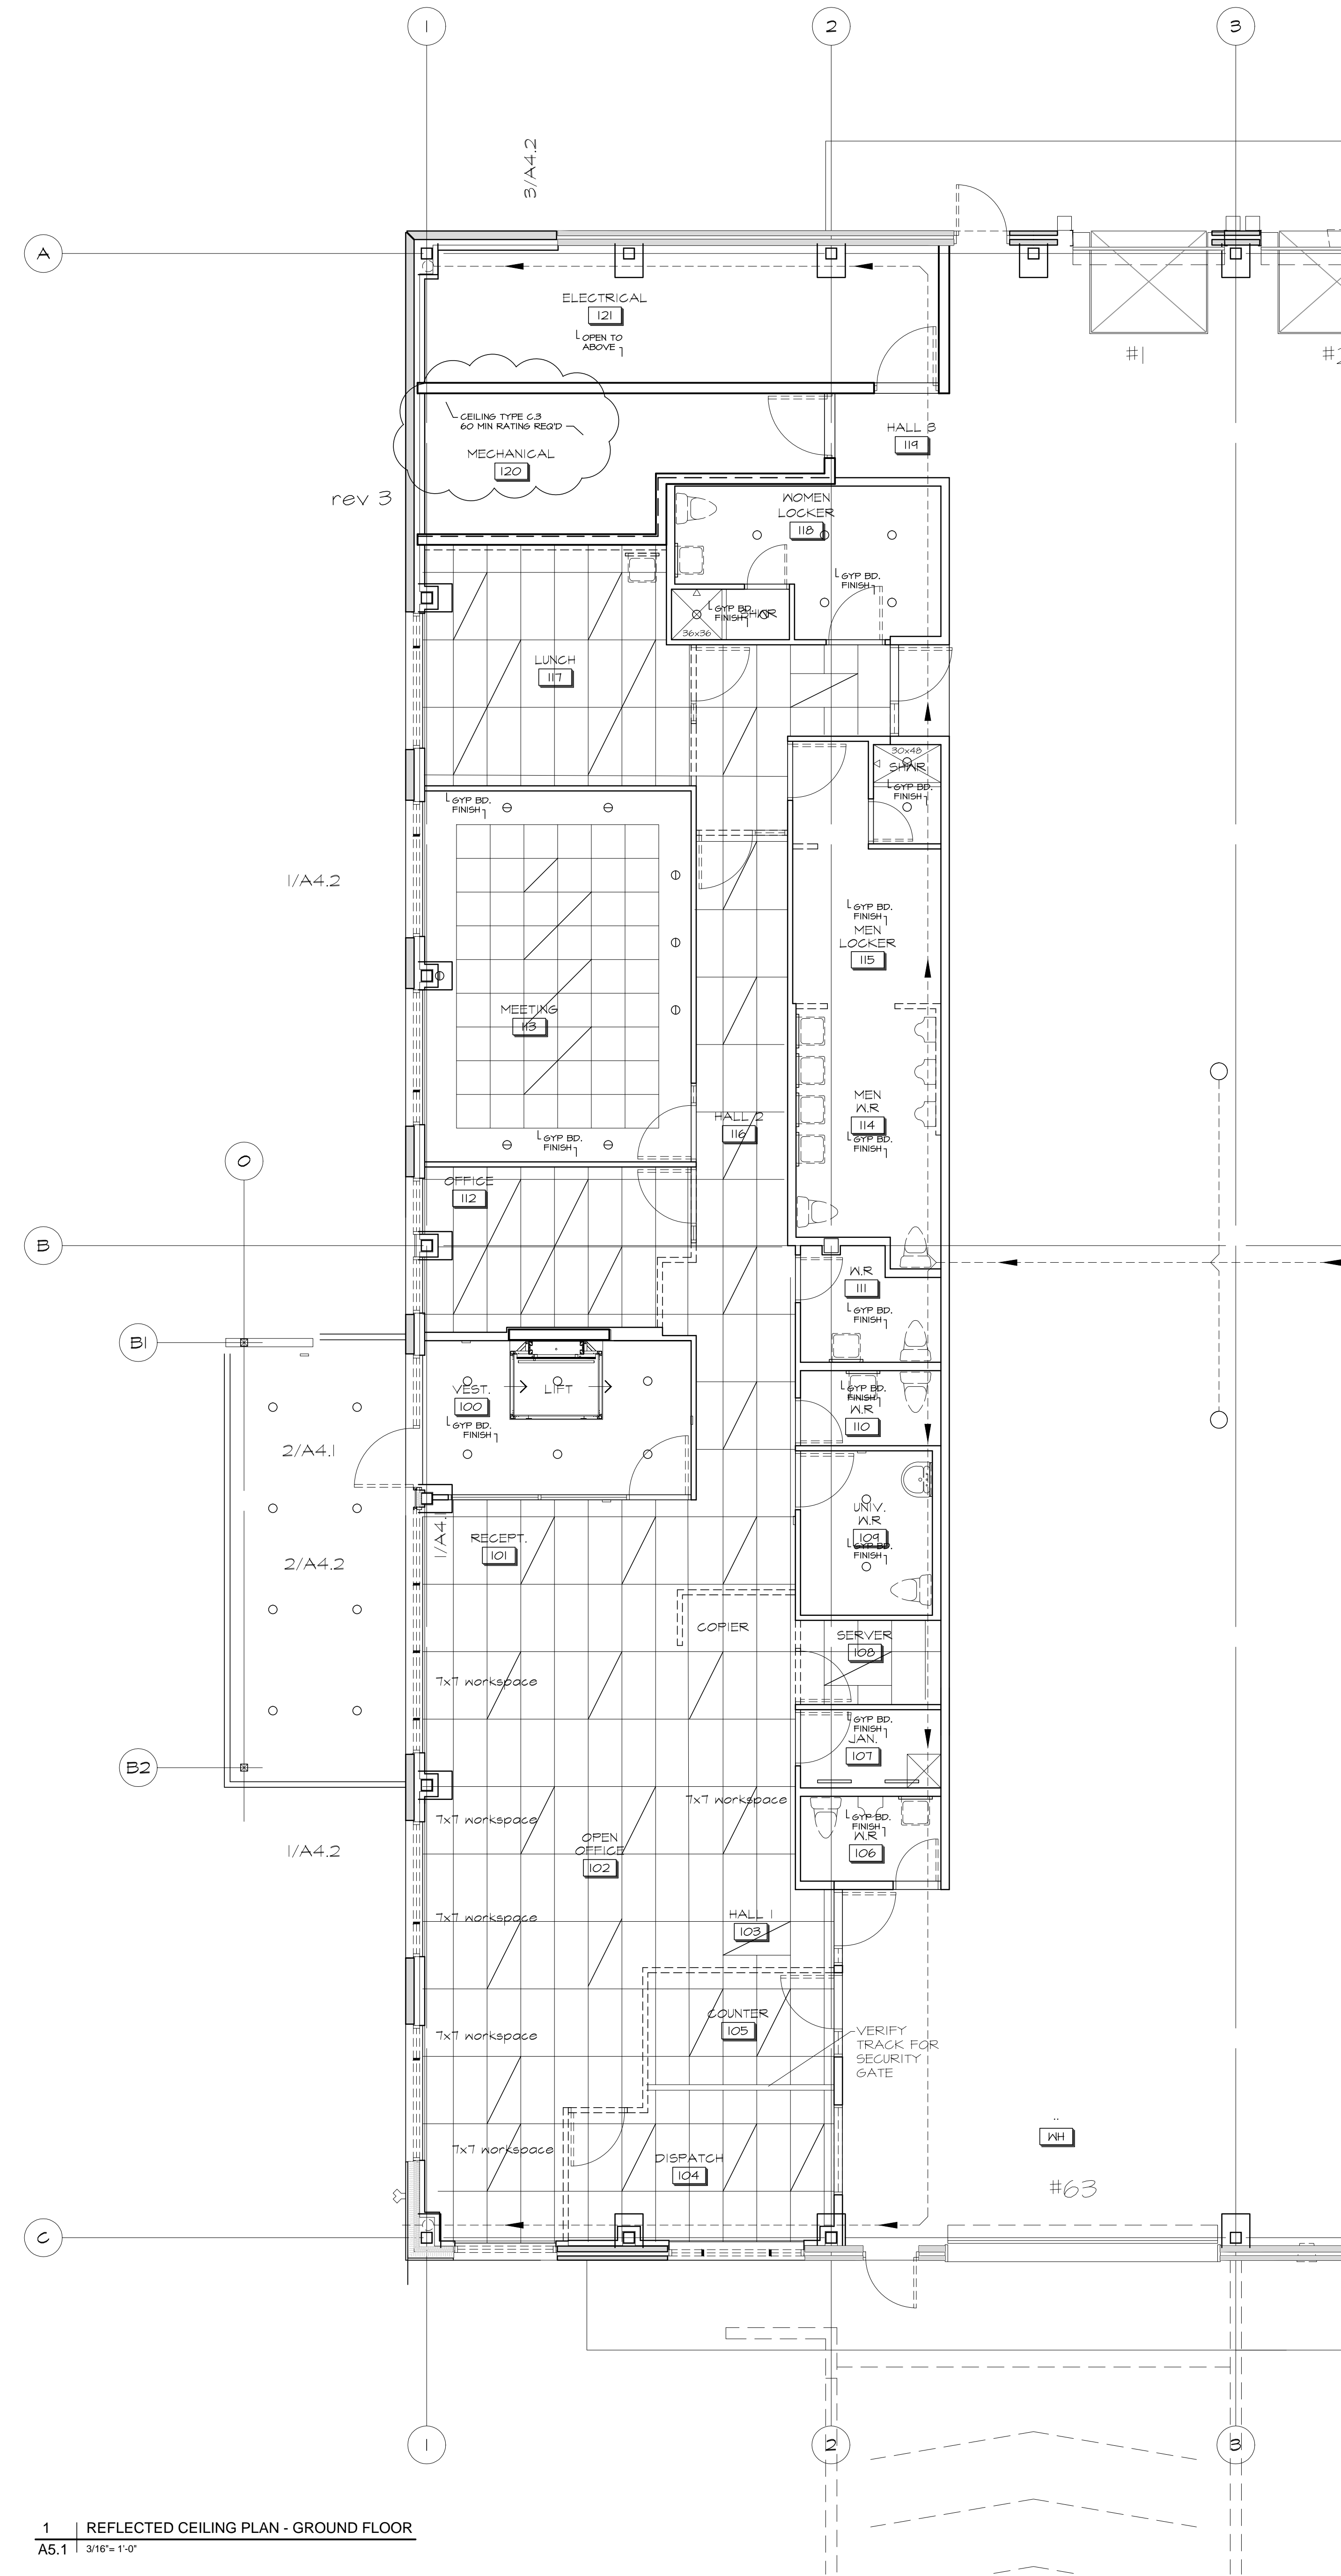 1
2
3
3/A4.2
A
ELECTRICAL
121
OPEN TO
ABOVE
#1
CEILING TYPE C.3
60 MIN RATING REQ'D
HALL 3
119
MECHANICAL
120
rev 3
WOMEN
LOCKER
118
GYP BD.
FINISH
GYP BD.
FINISH
SHWR
36x36
LUNCH
117
30x48
SHWR
GYP BD.
FINISH
GYP BD.
FINISH
1/A4.2
GYP BD.
FINISH
MEN
LOCKER
115
MEETING
113
MEN
W.R
114
GYP BD.
FINISH
HALL 2
116
GYP BD.
FINISH
O
OFFICE
112
B
W.R
111
GYP BD.
FINISH
B1
VEST.
100
LIFT
GYP BD.
FINISH
GYP BD.
FINISH
W.R
110
2/A4.1
UNIV.
W.R
109
GYP BD.
FINISH
1/A4.1
RECEPT.
101
2/A4.2
COPIER
SERVER
108
7x7 workspace
GYP BD.
FINISH
JAN.
107
B2
7x7 workspace
7x7 workspace
GYP BD.
FINISH
W.R
106
OPEN
OFFICE
102
1/A4.2
7x7 workspace
HALL 1
103
COUNTER
105
7x7 workspace
VERIFY
TRACK FOR
SECURITY
GATE
WH
7x7 workspace
DISPATCH
104
#63
C
1
2
3
1
REFLECTED CEILING PLAN - GROUND FLOOR
A5.1
3/16"= 1'-0"